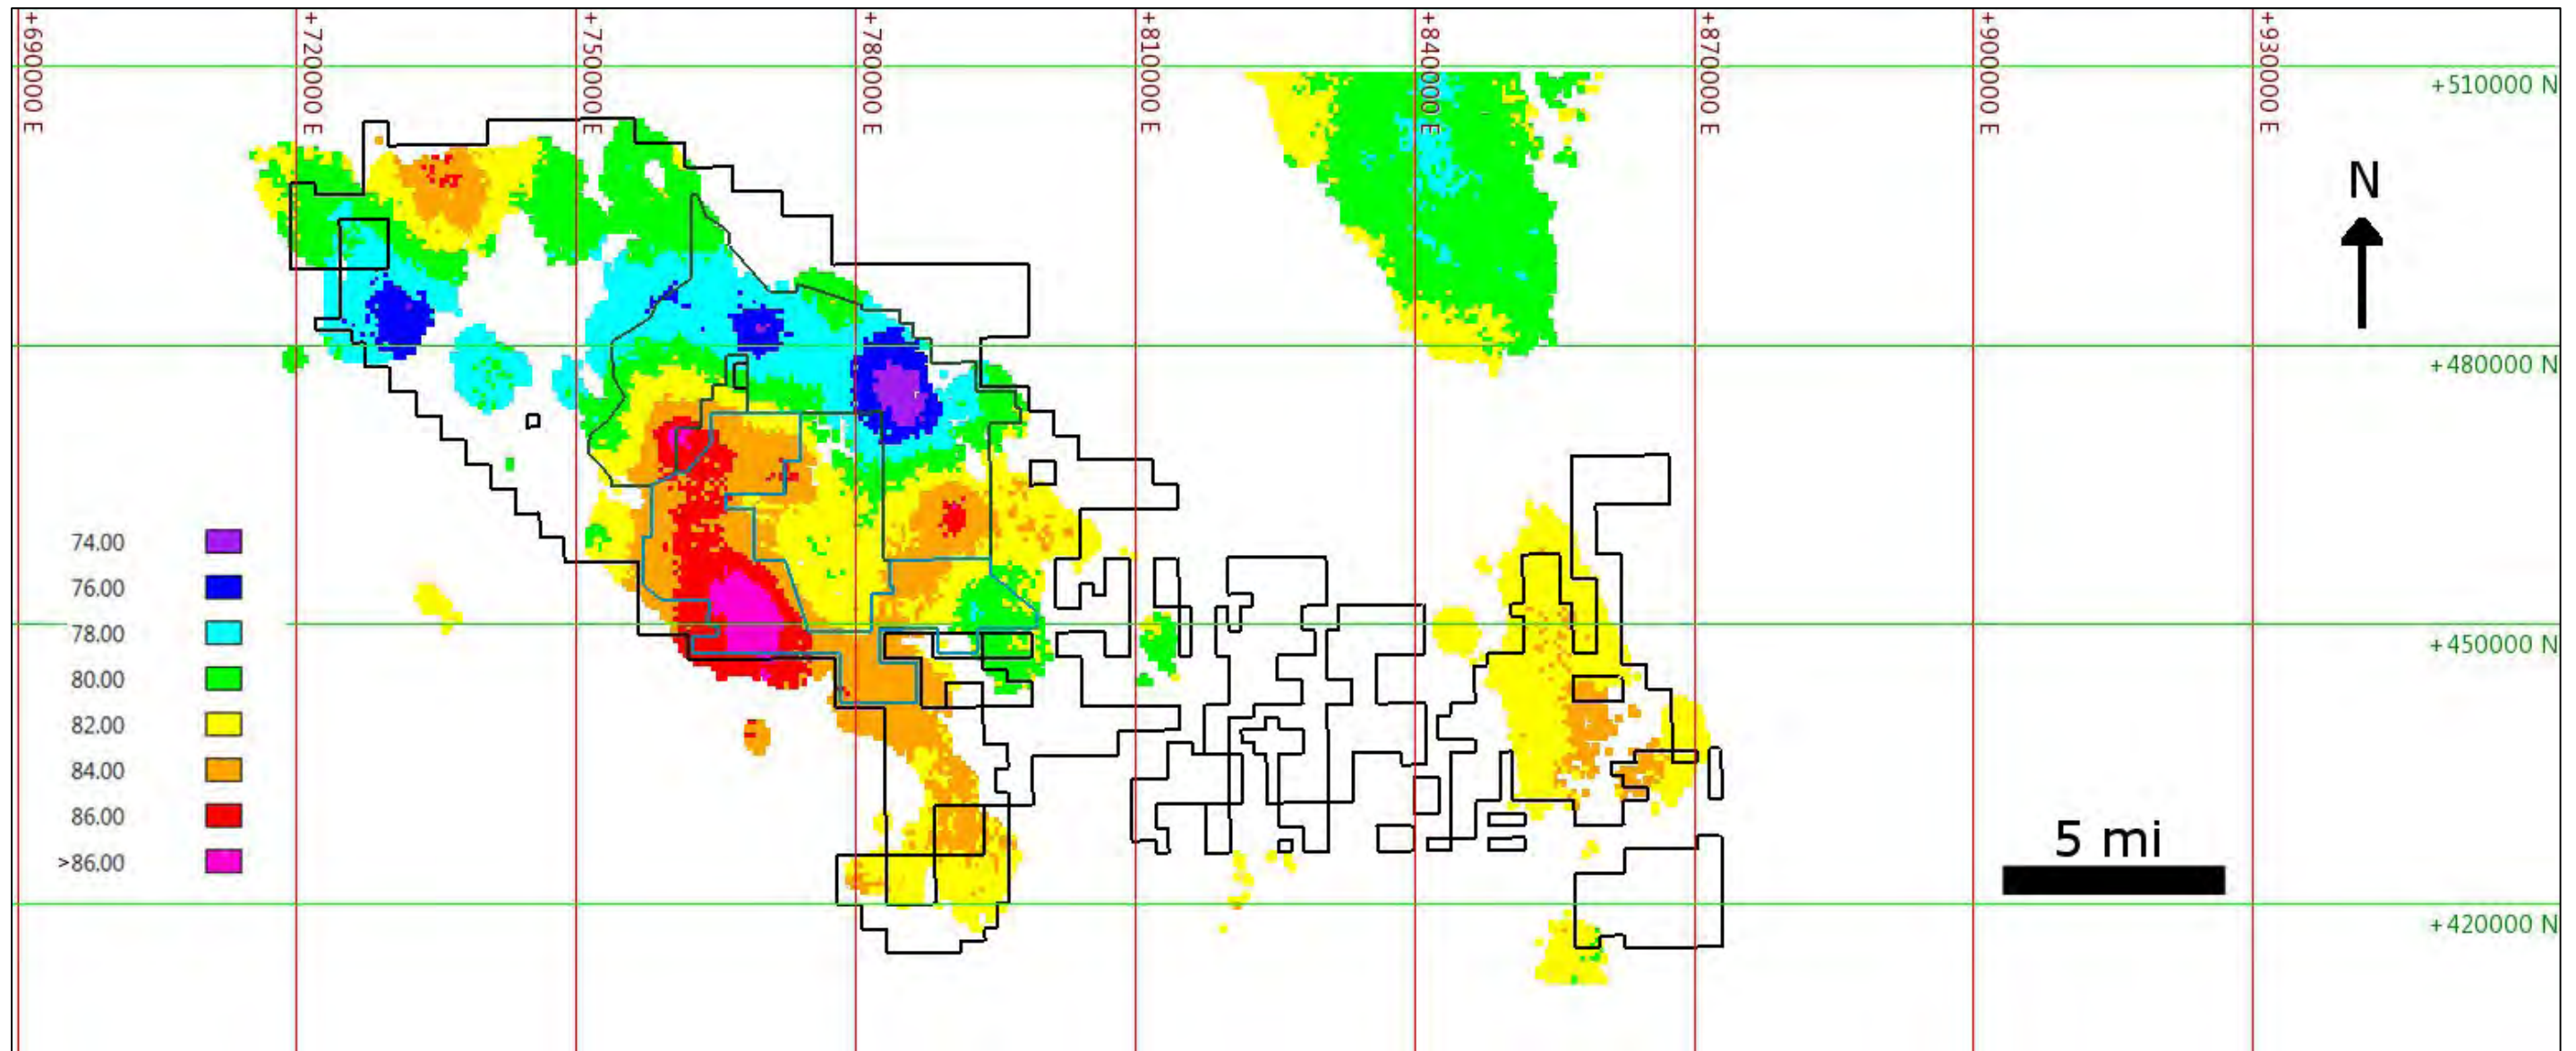 +690000 E
+720000 E
+750000 E
+780000 E
+810000 E
+840000 E
+870000 E
+900000 E
+930000 E
+510000 N
N
+480000 N
74.00
76.00
78.00
+450000 N
80.00
82.00
84.00
86.00
5 mi
>86.00
+420000 N